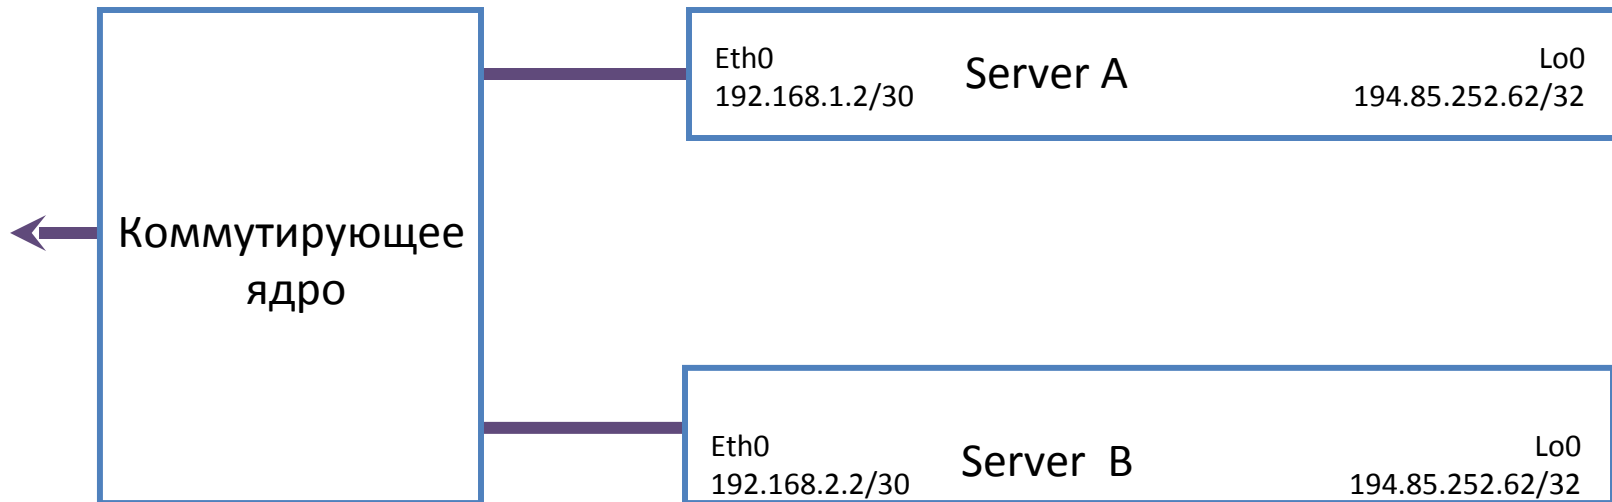 Eth0
192.168.1.2/30
Server A
Lo0
194.85.252.62/32
Коммутирующее
ядро
Eth0
192.168.2.2/30
Server B
Lo0
194.85.252.62/32